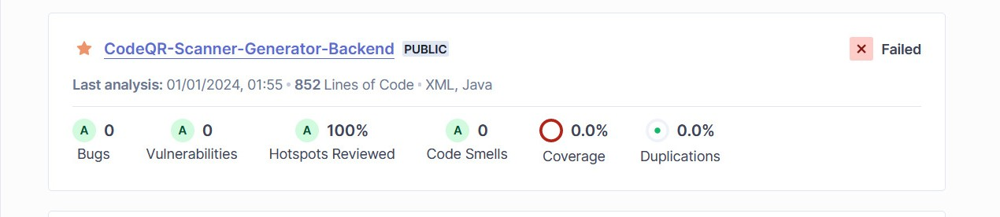 CodeQR-Scanner-Generator-Backend PUBLIC Failed
Last analysis: 01/01/2024, 01:55 • 852 Lines of Code • XML, Java
A 0 A 0 A 100% A 0 0.0% 0.0%
Bugs Vulnerabilities Hotspots Reviewed Code Smells Coverage Duplications